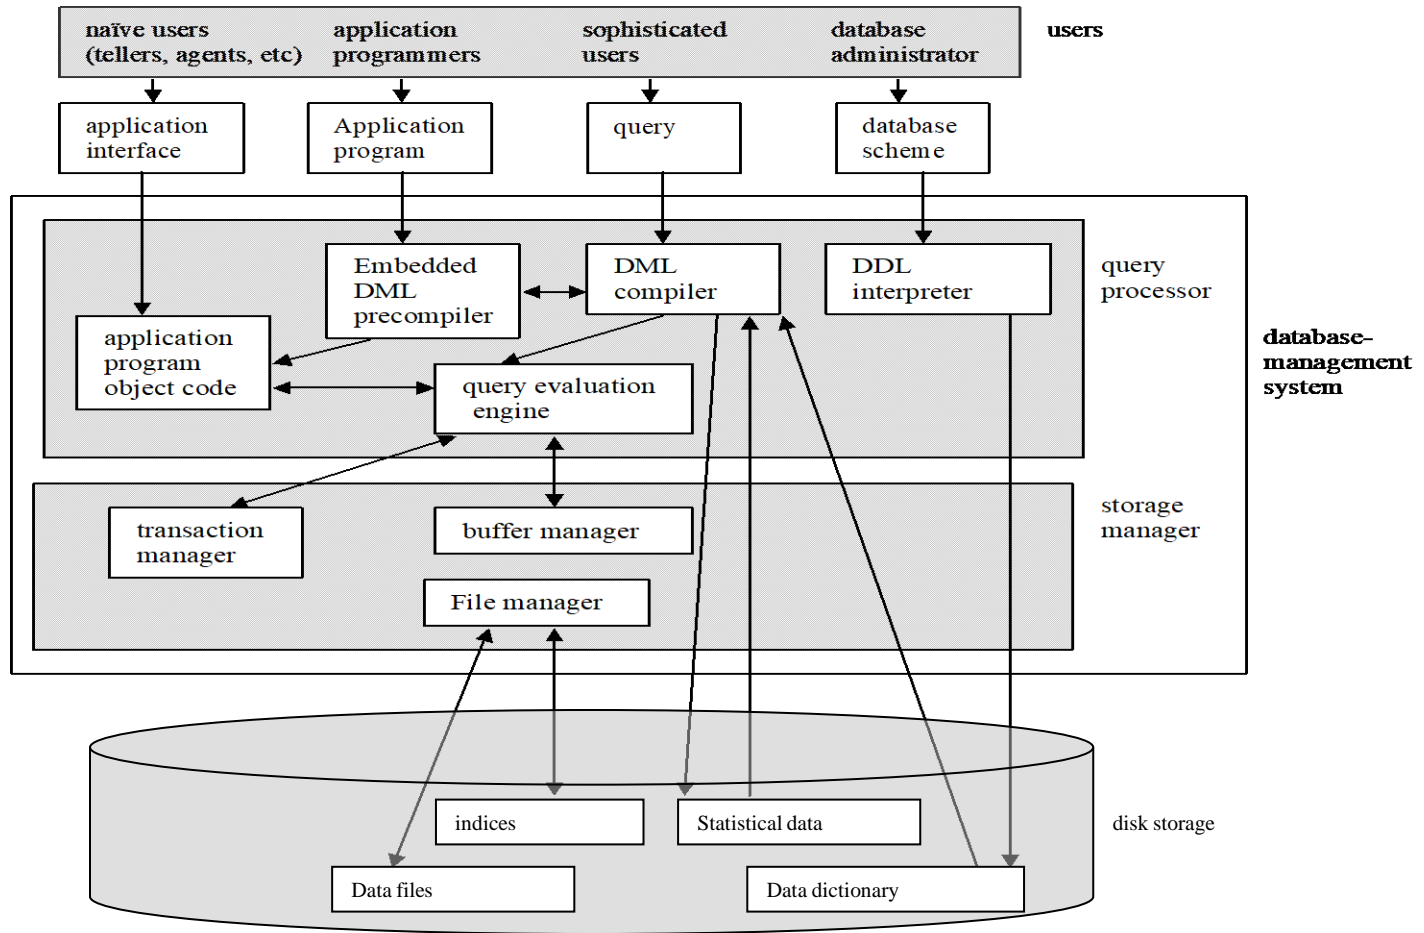 naïve users
(tellers, agents, etc)
application
programmers
sophisticated
users
database
administrator
users
application
interface
Application
program
query
database
scheme
Embedded
DML
precompiler
DML
compiler
DDL
interpreter
query
processor
application
program
object code
query evaluation
engine
database-
management
system
transaction
manager
buffer manager
storage
manager
File manager
indices
Statistical data
disk storage
Data files
Data dictionary